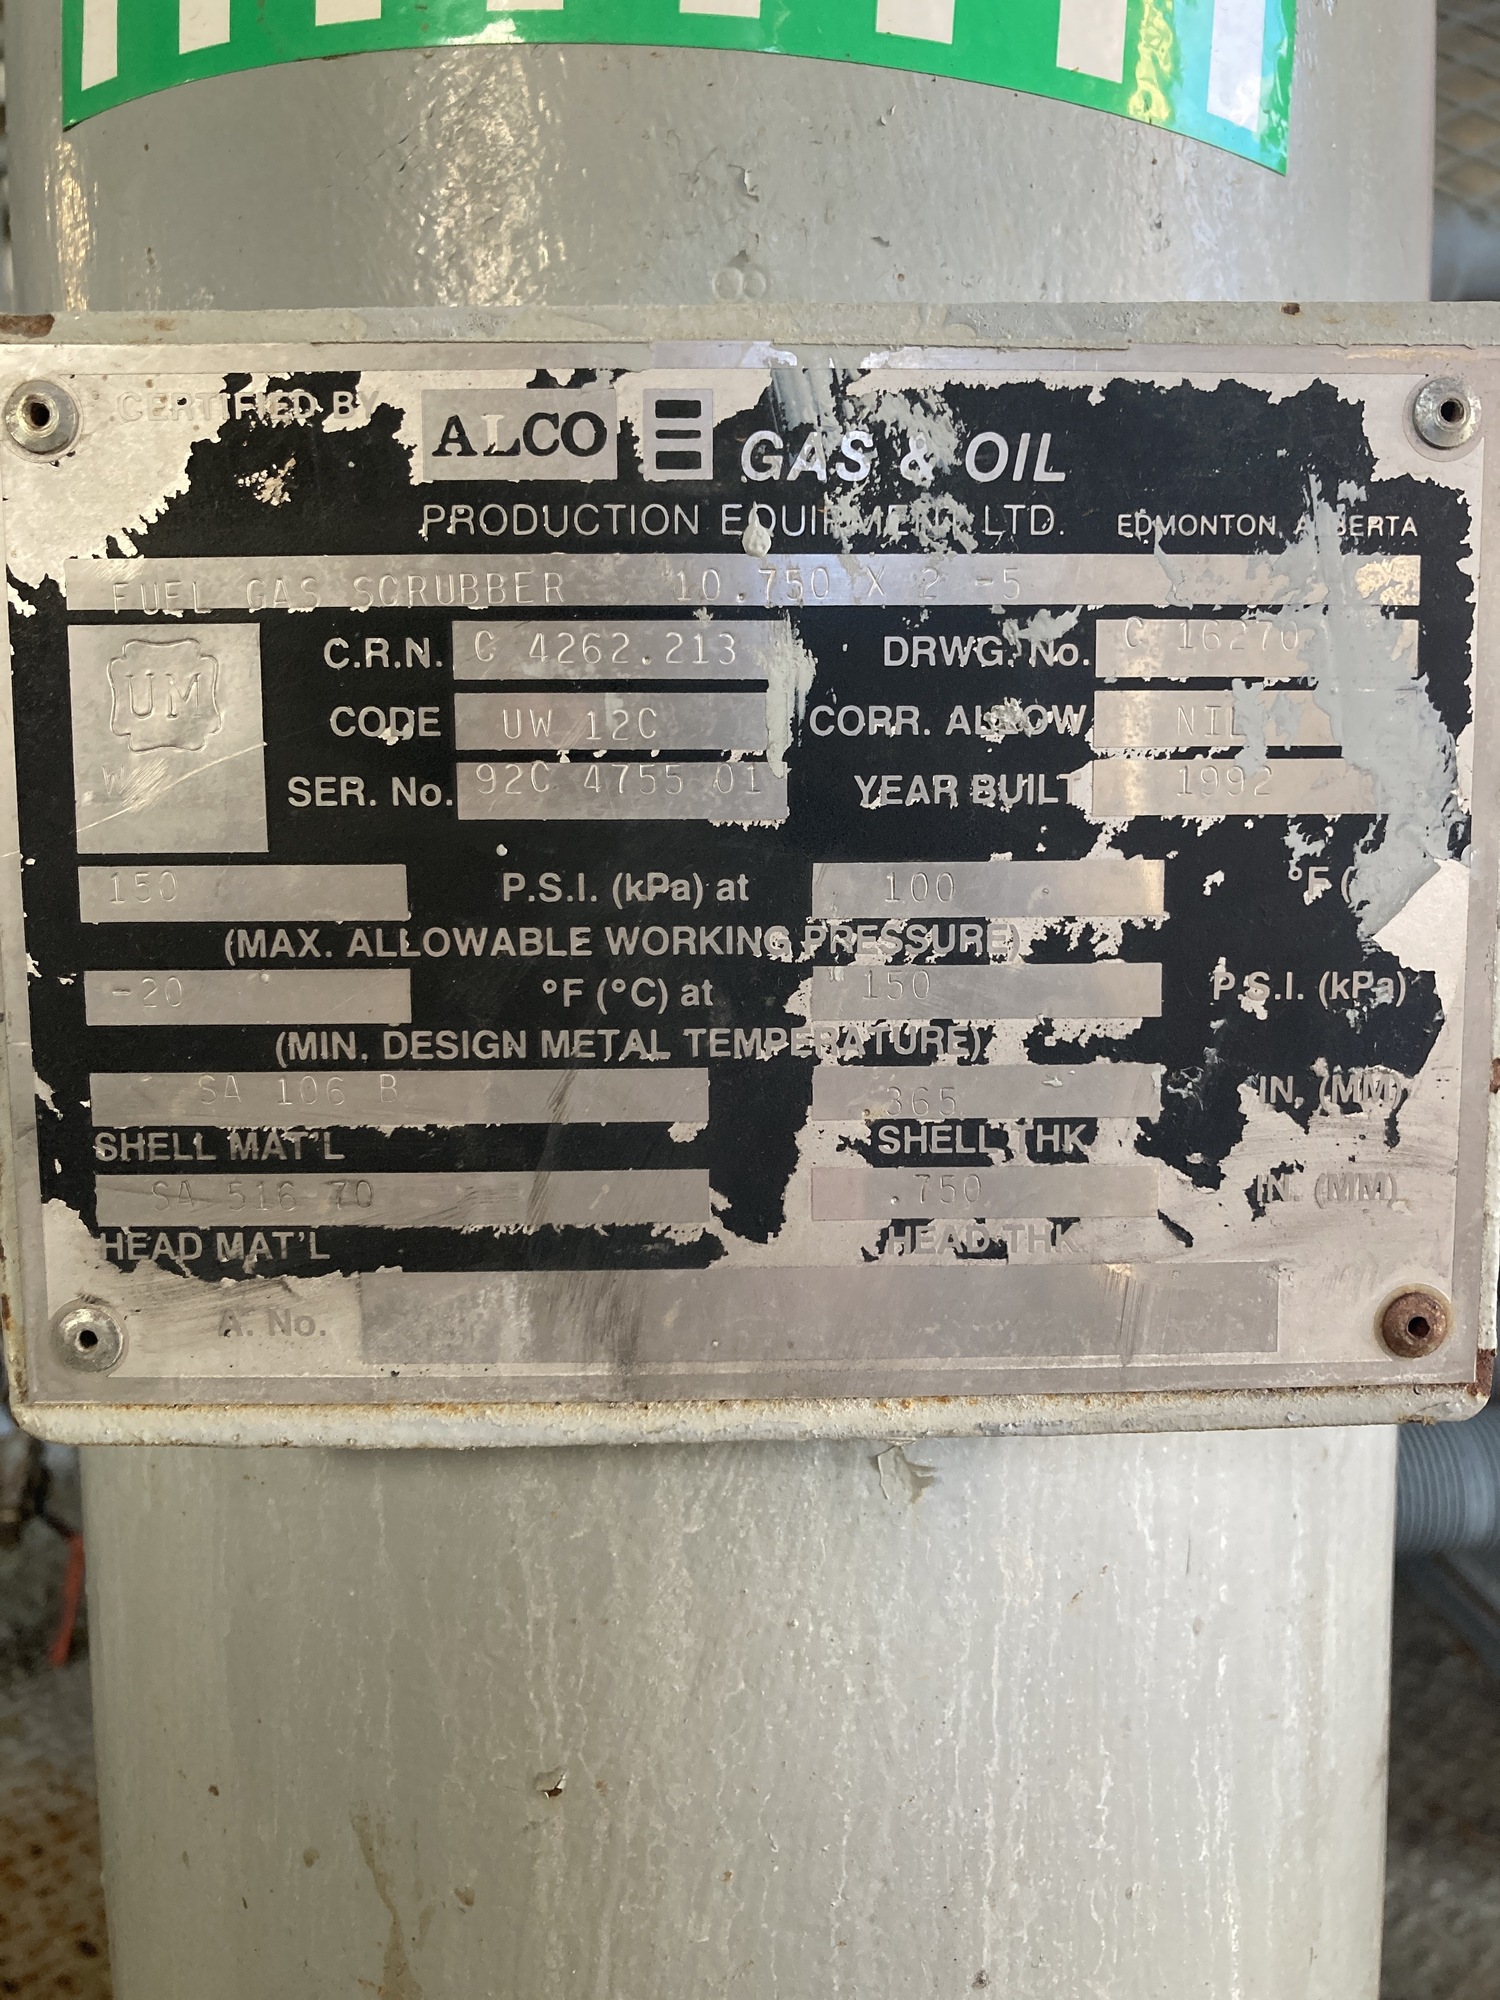 CERTIFIED BY ALCO GAS & OIL
PRODUCTION EQUIPMENT LTD. EDMONTON, ALBERTA
FUEL GAS SCRUBBER 10.750 X 2 -5
UM
W
C.R.N. C 4262.213 DRWG. No. C 16270
CODE UW 12C CORR. ALLOW NIL
SER. No. 92C 4755 01 YEAR BUILT 1992
150 P.S.I. (kPa) at 100 °F
(MAX. ALLOWABLE WORKING PRESSURE)
-20 °F (°C) at 150 P.S.I. (kPa)
(MIN. DESIGN METAL TEMPERATURE)
SA 106 B 365 IN. (MM)
SHELL MAT'L SHELL THK
SA 516 70 .750 IN. (MM)
HEAD MAT'L HEAD THK.
A. No.